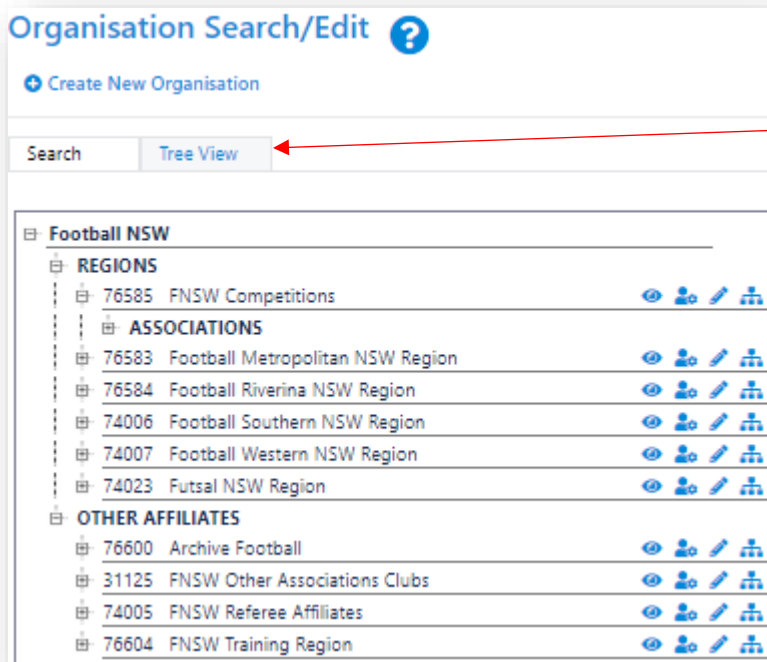 Organisation Search/Edit ?
Create New Organisation
Search Tree View
Football NSW
REGIONS
76585 FNSW Competitions
ASSOCIATIONS
76583 Football Metropolitan NSW Region
76584 Football Riverina NSW Region
74006 Football Southern NSW Region
74007 Football Western NSW Region
74023 Futsal NSW Region
OTHER AFFILIATES
76600 Archive Football
31125 FNSW Other Associations Clubs
74005 FNSW Referee Affiliates
76604 FNSW Training Region